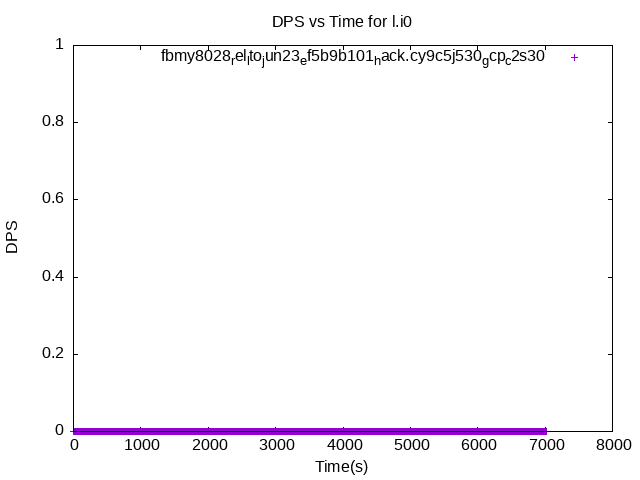 DPS vs Time for l.i0
1
fbmy8028relltojun23ef5b9b101hack.cy9c5j530gcpc2s30
0.8
0.6
DPS
0.4
0.2
0
0 1000 2000 3000 4000 5000 6000 7000 8000
Time(s)